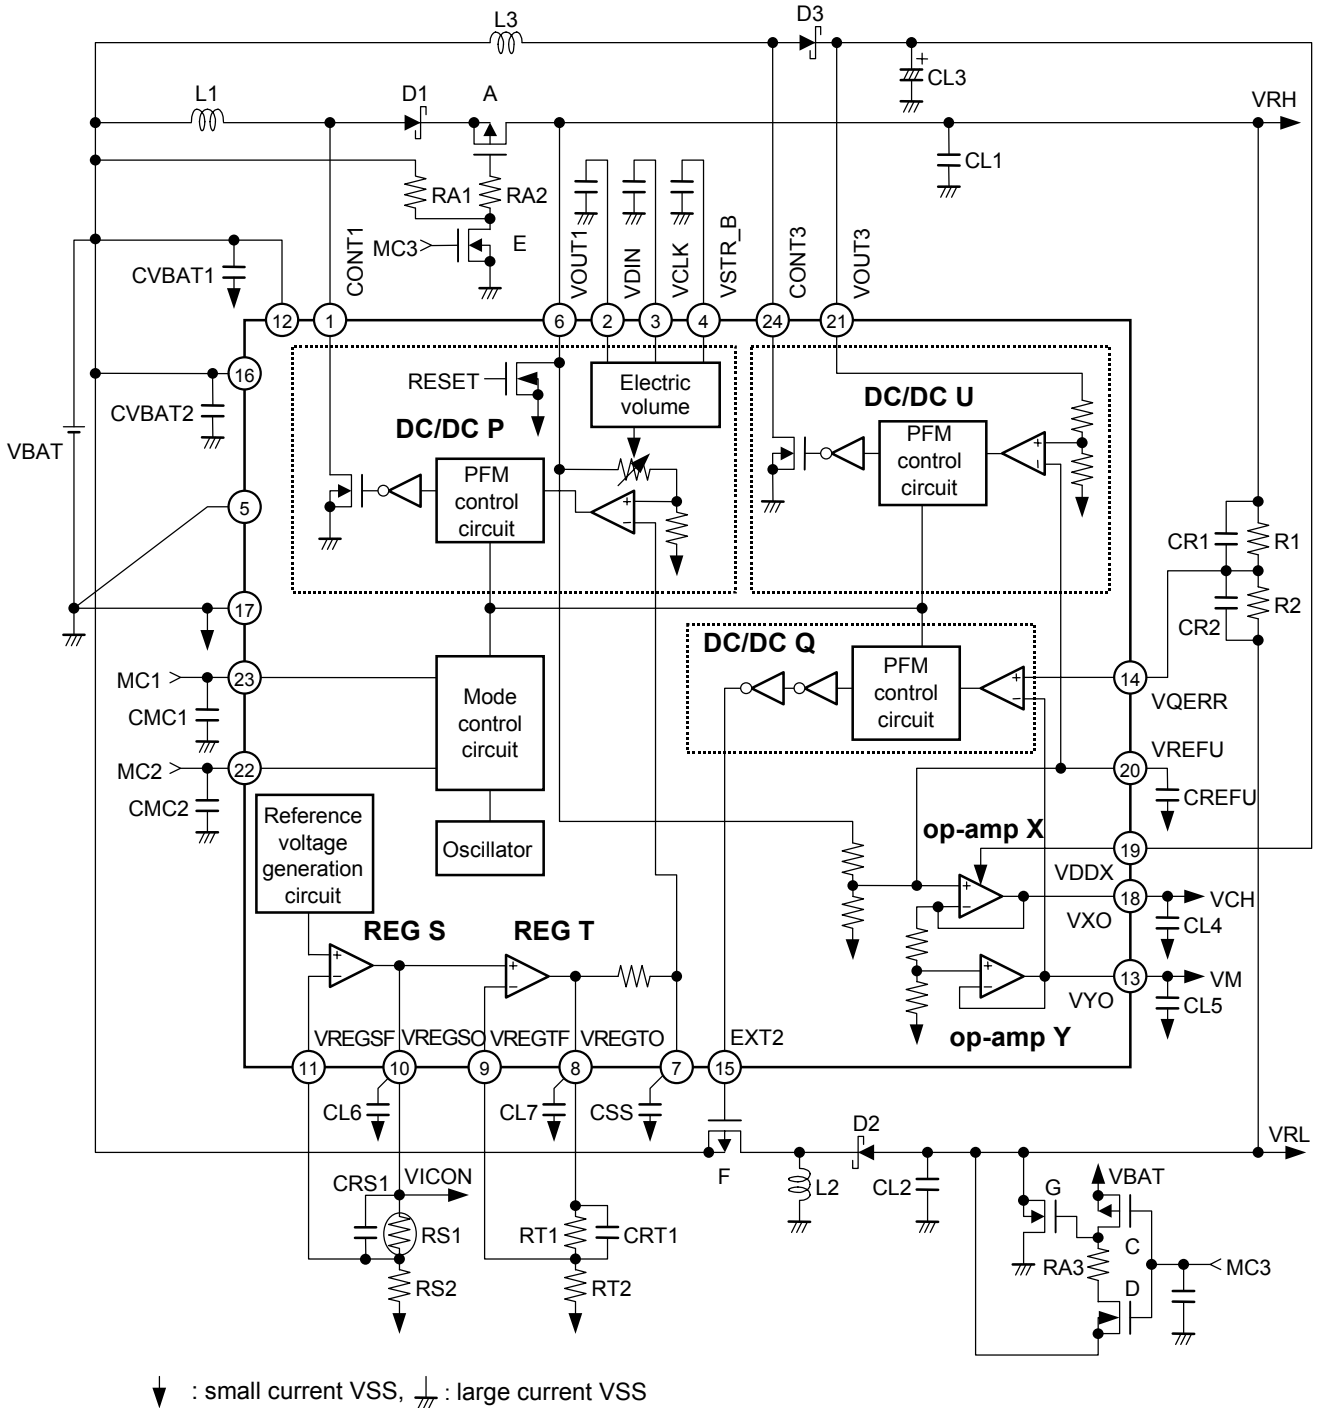 L3
D3
+
CL3
L1
D1
A
VRH
CL1
RA1
RA2
MC3
E
CVBAT1
CONT1
VOUT1
VDIN
VCLK
VSTR_B
CONT3
VOUT3
12
1
6
2
3
4
24
21
16
CVBAT2
VBAT
RESET
Electric
volume
DC/DC P
DC/DC U
PFM
control
circuit
+
−
PFM
control
circuit
+
−
5
CR1
R1
CR2
R2
17
DC/DC Q
PFM
control
circuit
+
−
14
VQERR
MC1
23
CMC1
Mode
control
circuit
MC2
22
CMC2
VREFU
20
CREFU
Reference
voltage
generation
circuit
Oscillator
op-amp X
19
VDDX
+
−
18
VCH
VXO
CL4
REG S
REG T
+
−
+
−
+
−
13
VM
VYO
CL5
op-amp Y
VREGSF
VREGSO
VREGTF
VREGTO
EXT2
11
10
9
8
7
15
CL6
CL7
CSS
D2
VRL
F
L2
CL2
G
VBAT
CRS1
VICON
RS1
RT1
CRT1
C
RA3
MC3
RS2
RT2
D
: small current VSS,
: large current VSS